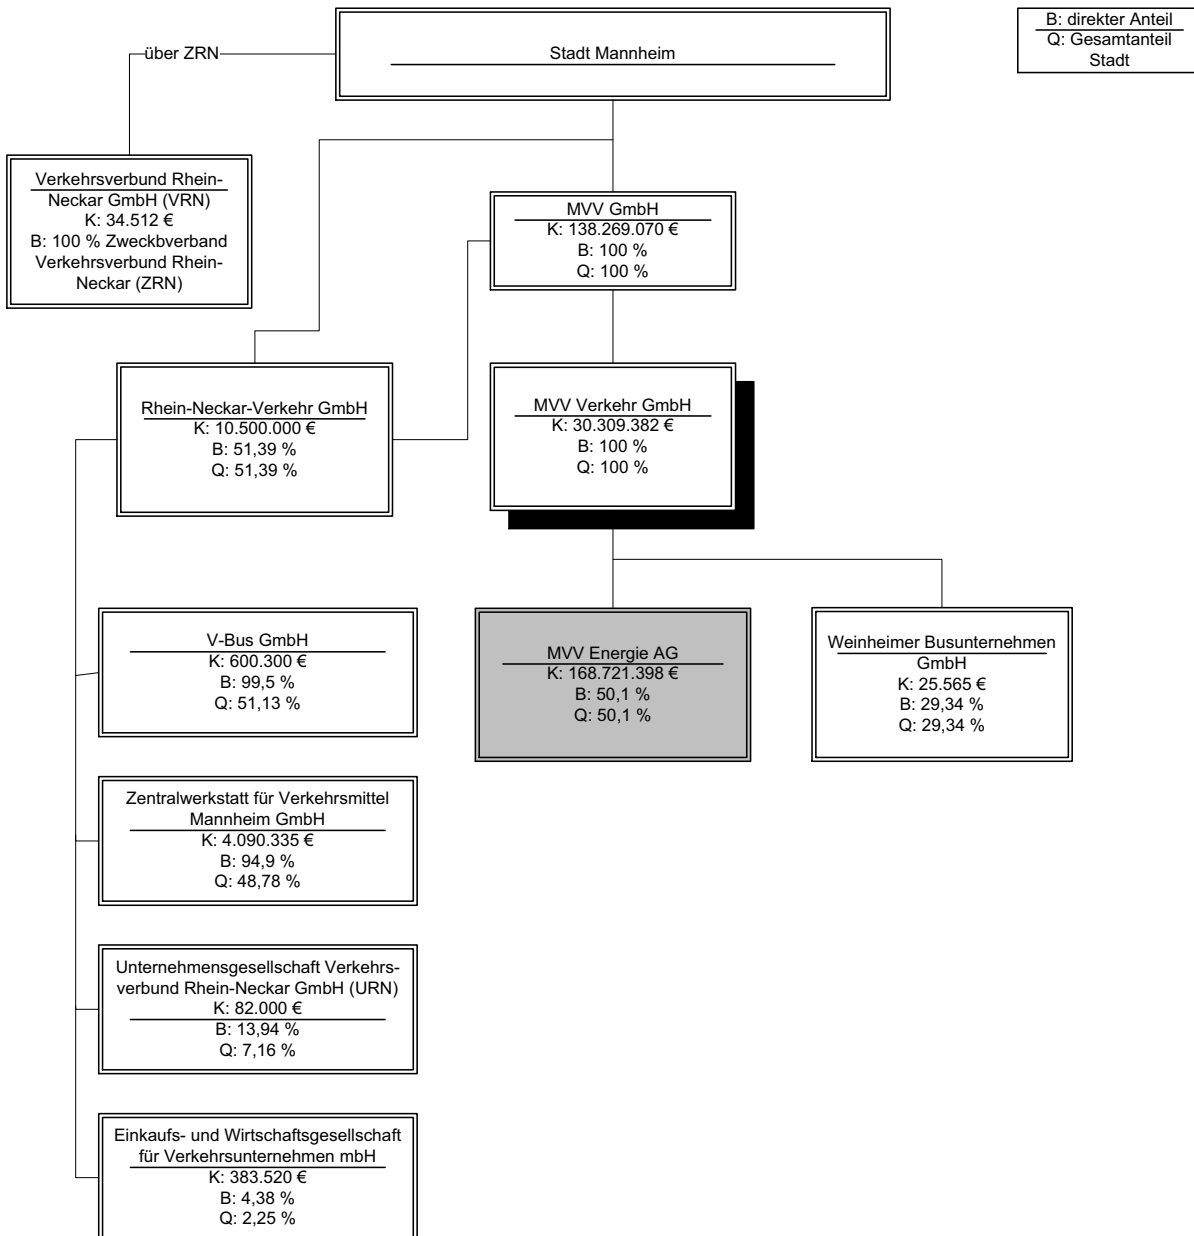 B: direkter Anteil
Q: Gesamtanteil
Stadt
über ZRN
Stadt Mannheim
Verkehrsverbund Rhein-
Neckar GmbH (VRN)
K: 34.512 €
B: 100 % Zweckbverband
Verkehrsverbund Rhein-
Neckar (ZRN)
MVV GmbH
K: 138.269.070 €
B: 100 %
Q: 100 %
Rhein-Neckar-Verkehr GmbH
K: 10.500.000 €
B: 51,39 %
Q: 51,39 %
MVV Verkehr GmbH
K: 30.309.382 €
B: 100 %
Q: 100 %
V-Bus GmbH
K: 600.300 €
B: 99,5 %
Q: 51,13 %
MVV Energie AG
K: 168.721.398 €
B: 50,1 %
Q: 50,1 %
Weinheimer Busunternehmen
GmbH
K: 25.565 €
B: 29,34 %
Q: 29,34 %
Zentralwerkstatt für Verkehrsmittel
Mannheim GmbH
K: 4.090.335 €
B: 94,9 %
Q: 48,78 %
Unternehmensgesellschaft Verkehrs-
verbund Rhein-Neckar GmbH (URN)
K: 82.000 €
B: 13,94 %
Q: 7,16 %
Einkaufs- und Wirtschaftsgesellschaft
für Verkehrsunternehmen mbH
K: 383.520 €
B: 4,38 %
Q: 2,25 %